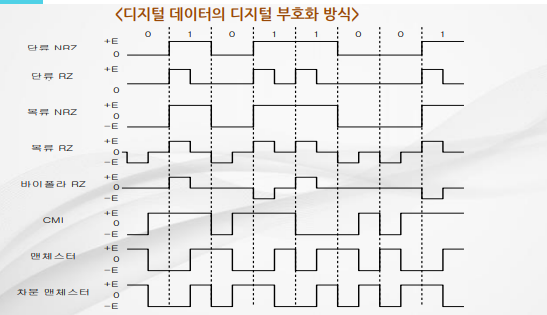 <디지털 데이터의 디지털 부호화 방식>
0 1 0 1 1 0 0 1
단류 NRZ +E
0
단류 RZ +E
0
복류 NRZ +E
0
-E
복류 RZ +E
0
-E
바이폴라 RZ +E
0
-E
CMI +E
0
-E
맨체스터 +E
0
-E
차분 맨체스터 +E
0
-E